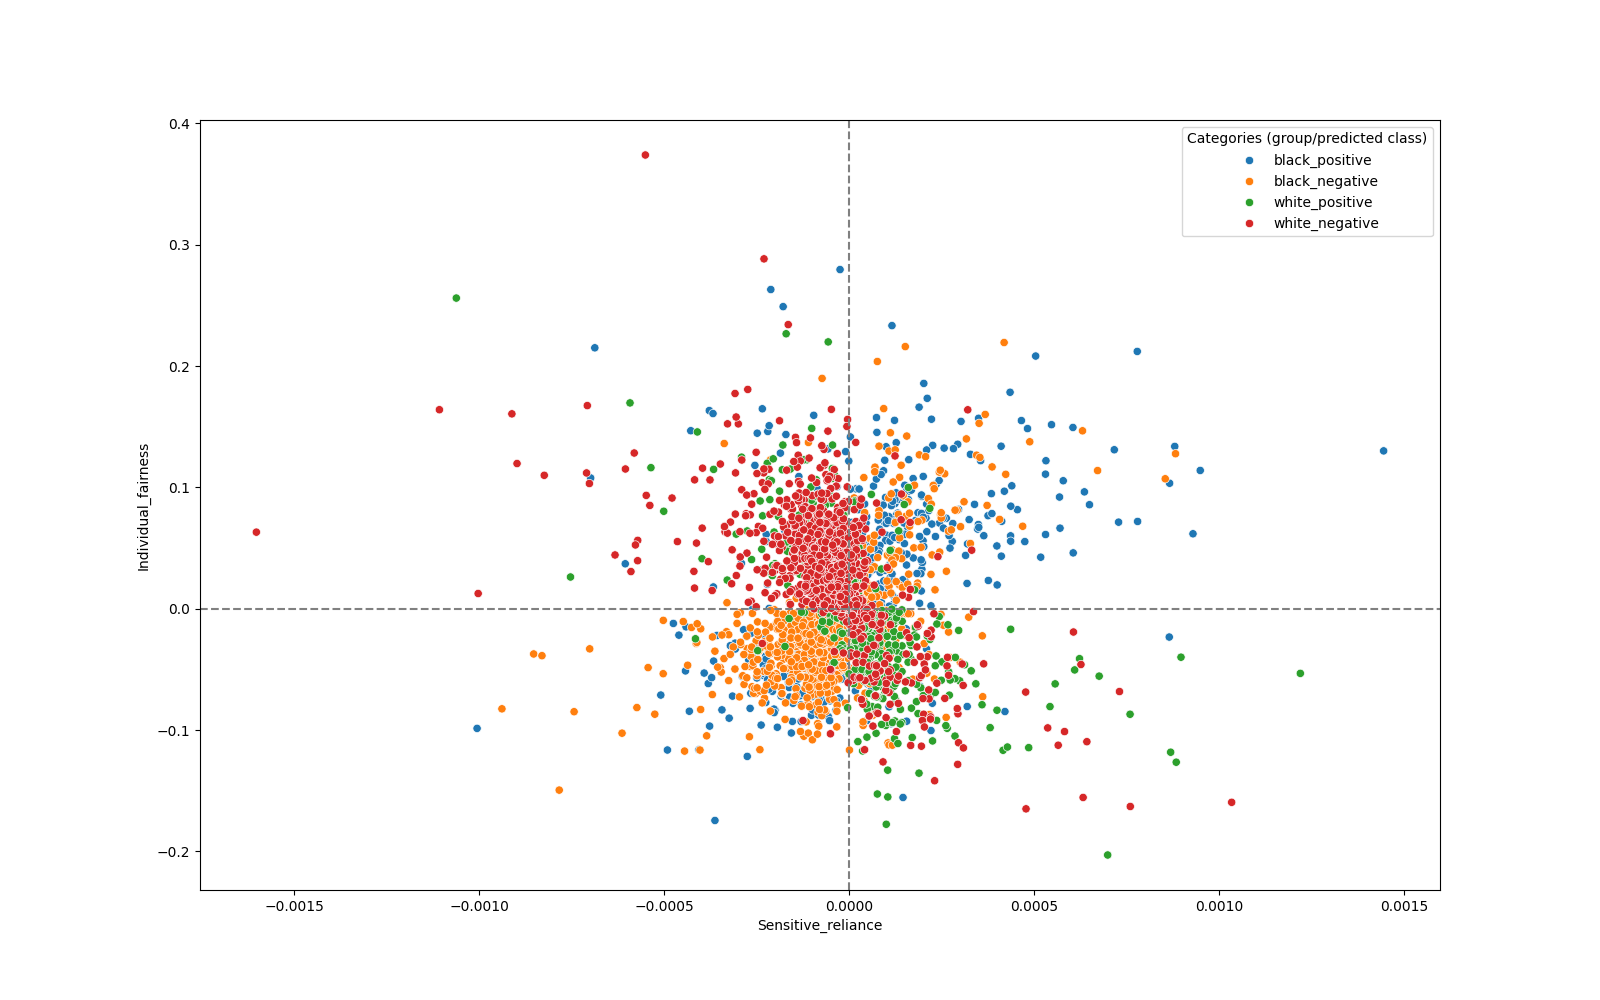 Categories (group/predicted class)
black_positive
black_negative
white_positive
white_negative
0.4
0.3
0.2
0.1
0.0
−0.1
−0.2
Individual_fairness
−0.0015
−0.0010
−0.0005
0.0000
0.0005
0.0010
0.0015
Sensitive_reliance